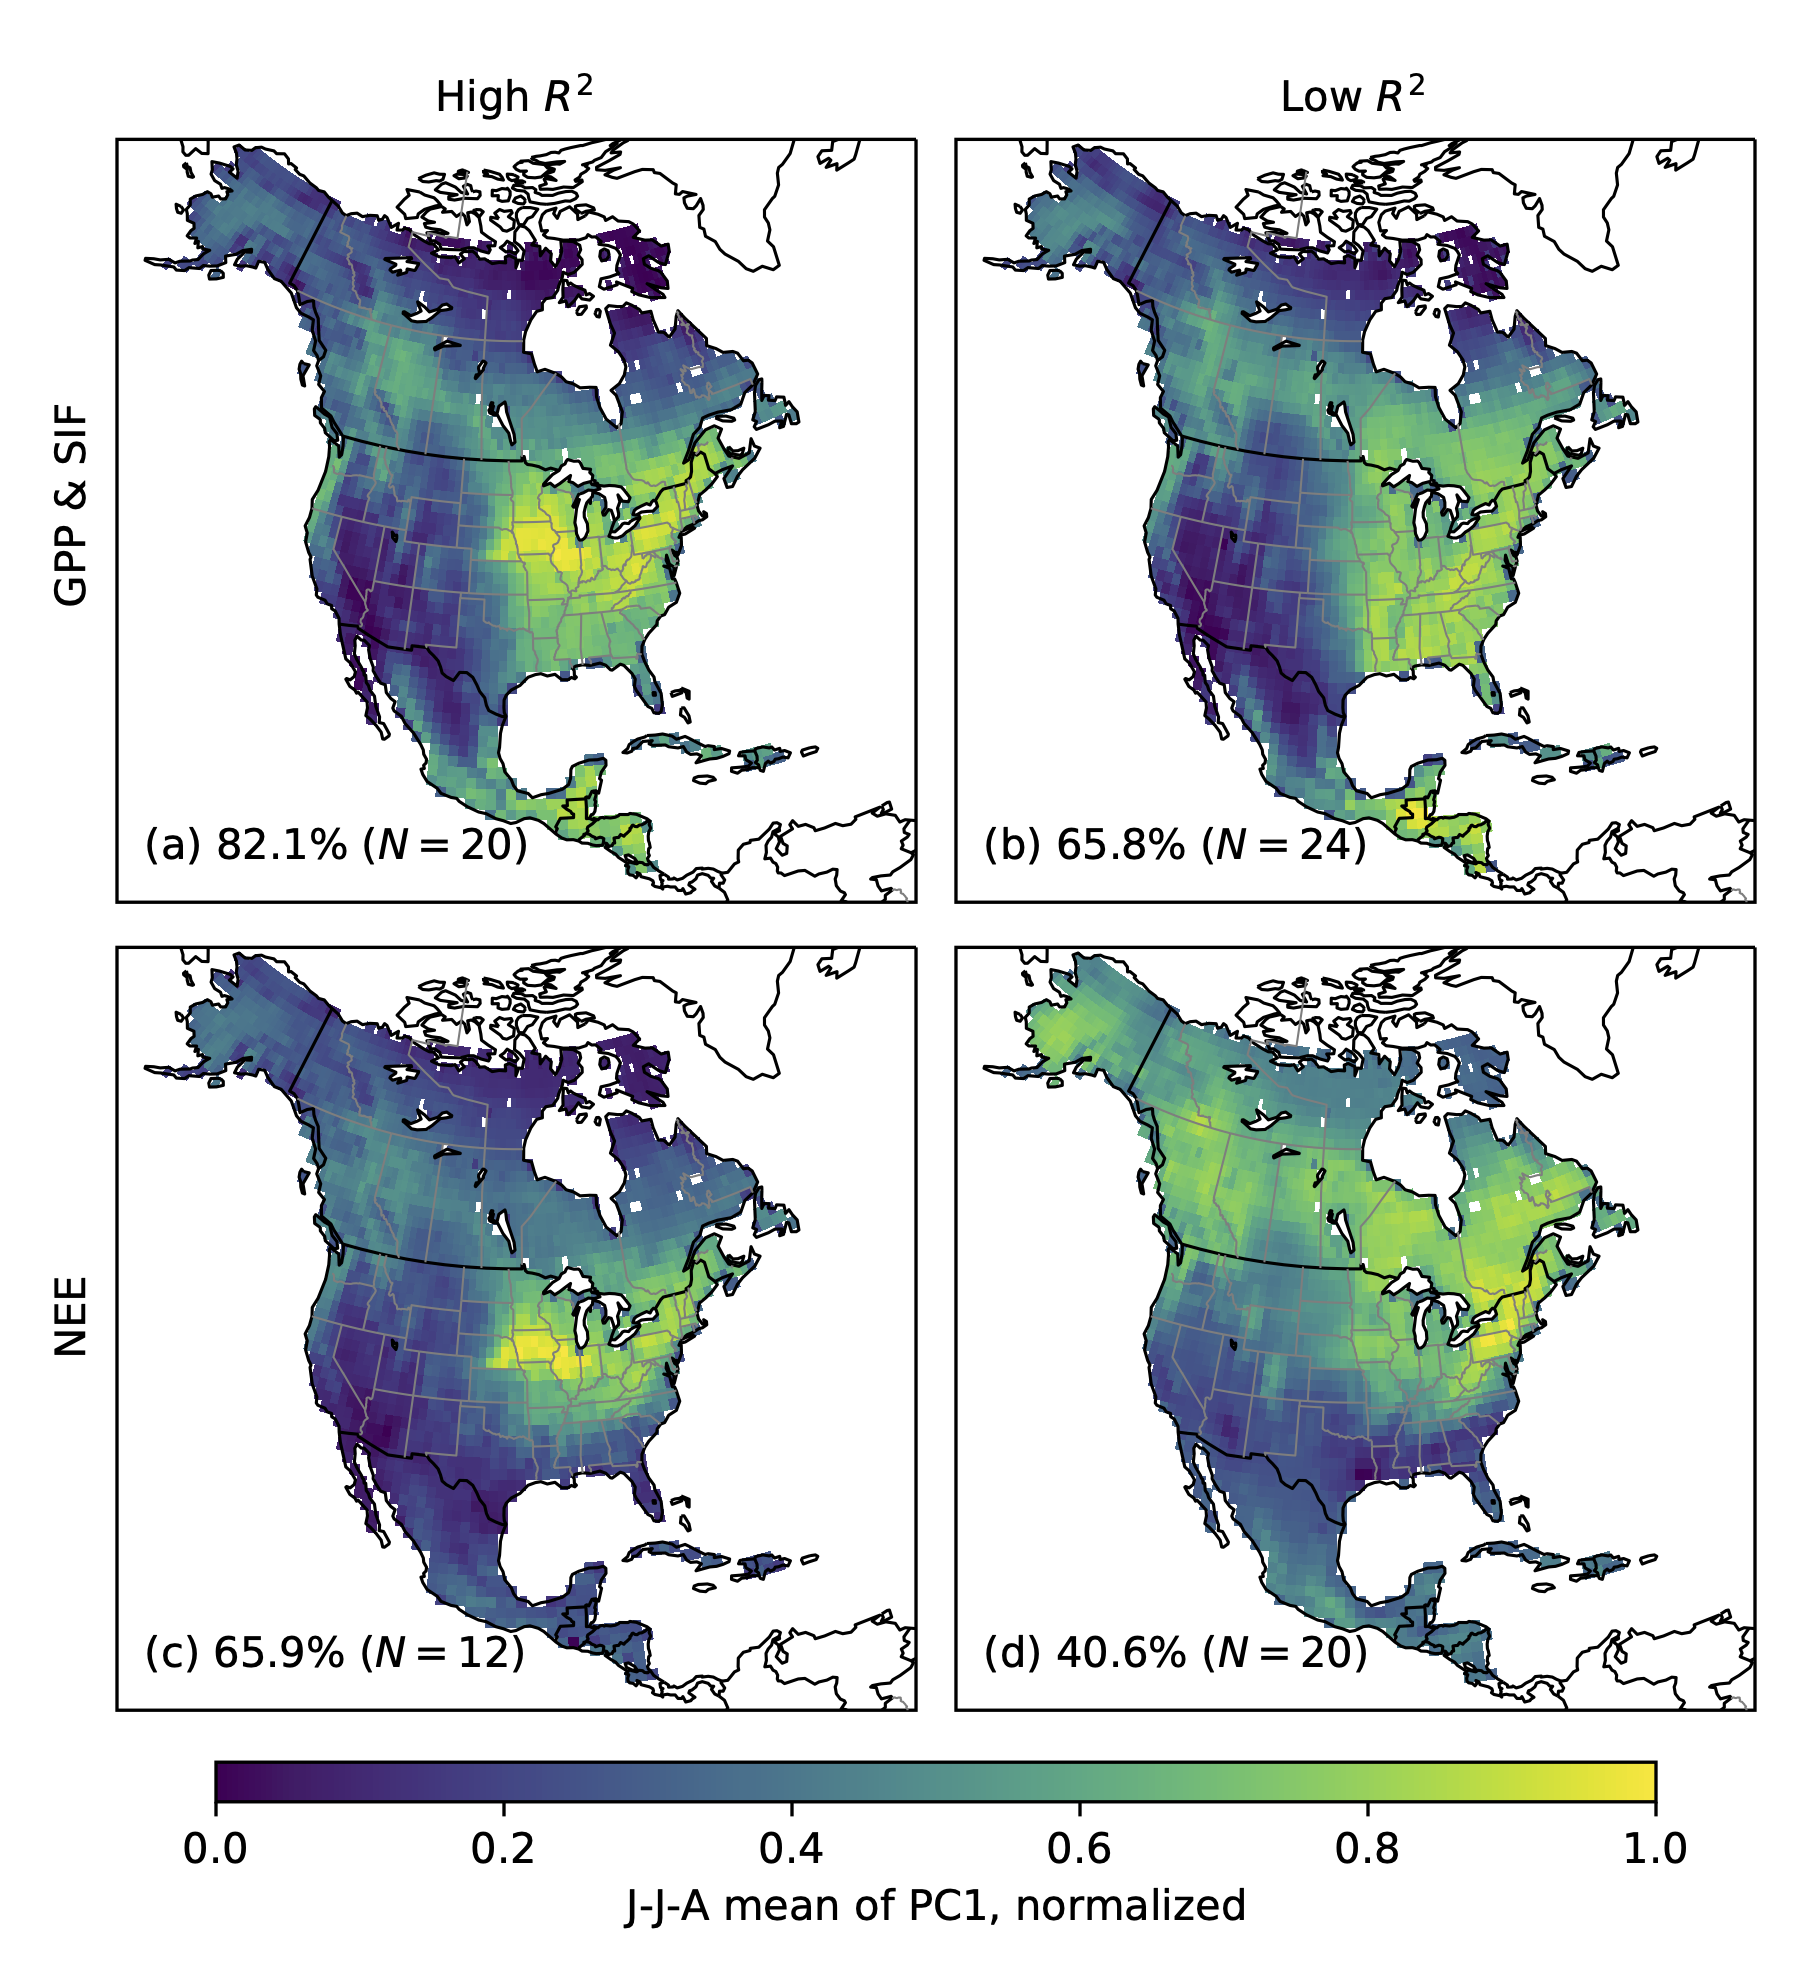 High R²
Low R²
GPP & SIF
(a) 82.1% (N = 20)
(b) 65.8% (N = 24)
NEE
(c) 65.9% (N = 12)
(d) 40.6% (N = 20)
0.0 0.2 0.4 0.6 0.8 1.0
J-J-A mean of PC1, normalized